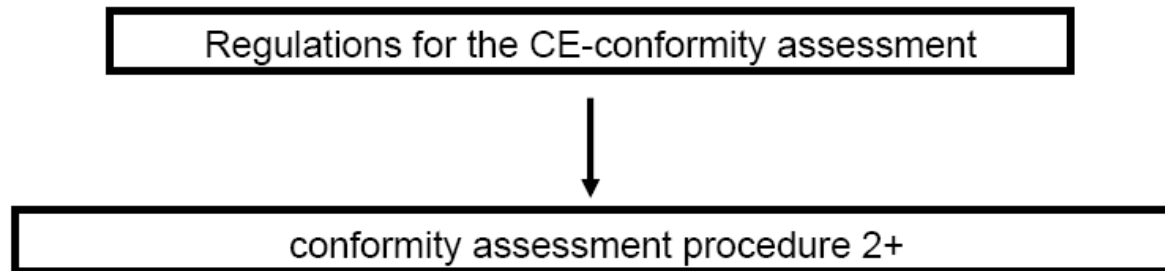 Regulations for the CE-conformity assessment
conformity assessment procedure 2+